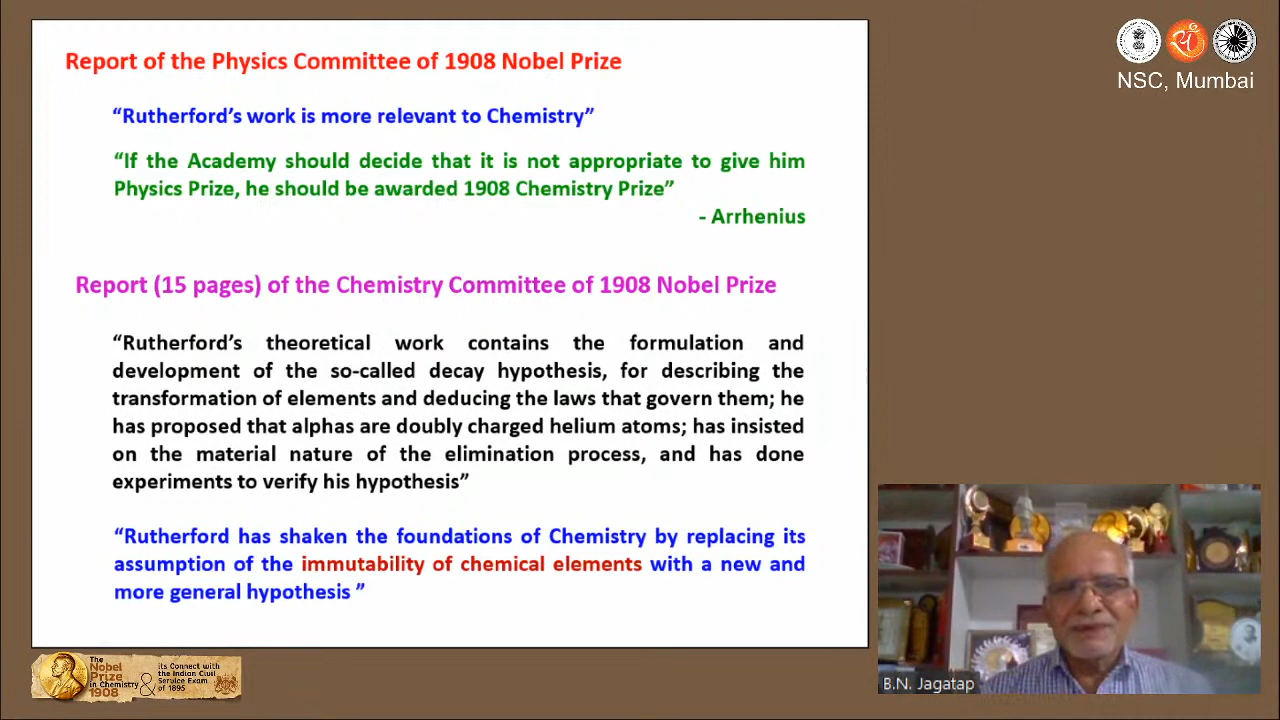 Report of the Physics Committee of 1908 Nobel Prize
“Rutherford’s work is more relevant to Chemistry”
“If the Academy should decide that it is not appropriate to give him
Physics Prize, he should be awarded 1908 Chemistry Prize”
- Arrhenius
Report (15 pages) of the Chemistry Committee of 1908 Nobel Prize
“Rutherford’s theoretical work contains the formulation and
development of the so-called decay hypothesis, for describing the
transformation of elements and deducing the laws that govern them; he
has proposed that alphas are doubly charged helium atoms; has insisted
on the material nature of the elimination process, and has done
experiments to verify his hypothesis”
“Rutherford has shaken the foundations of Chemistry by replacing its
assumption of the immutability of chemical elements with a new and
more general hypothesis ”
NSC, Mumbai
B.N. Jagatap
The
Nobel
Prize
in Chemistry
1908
&
its Connect with
the Indian Civil
Service Exam
of 1895